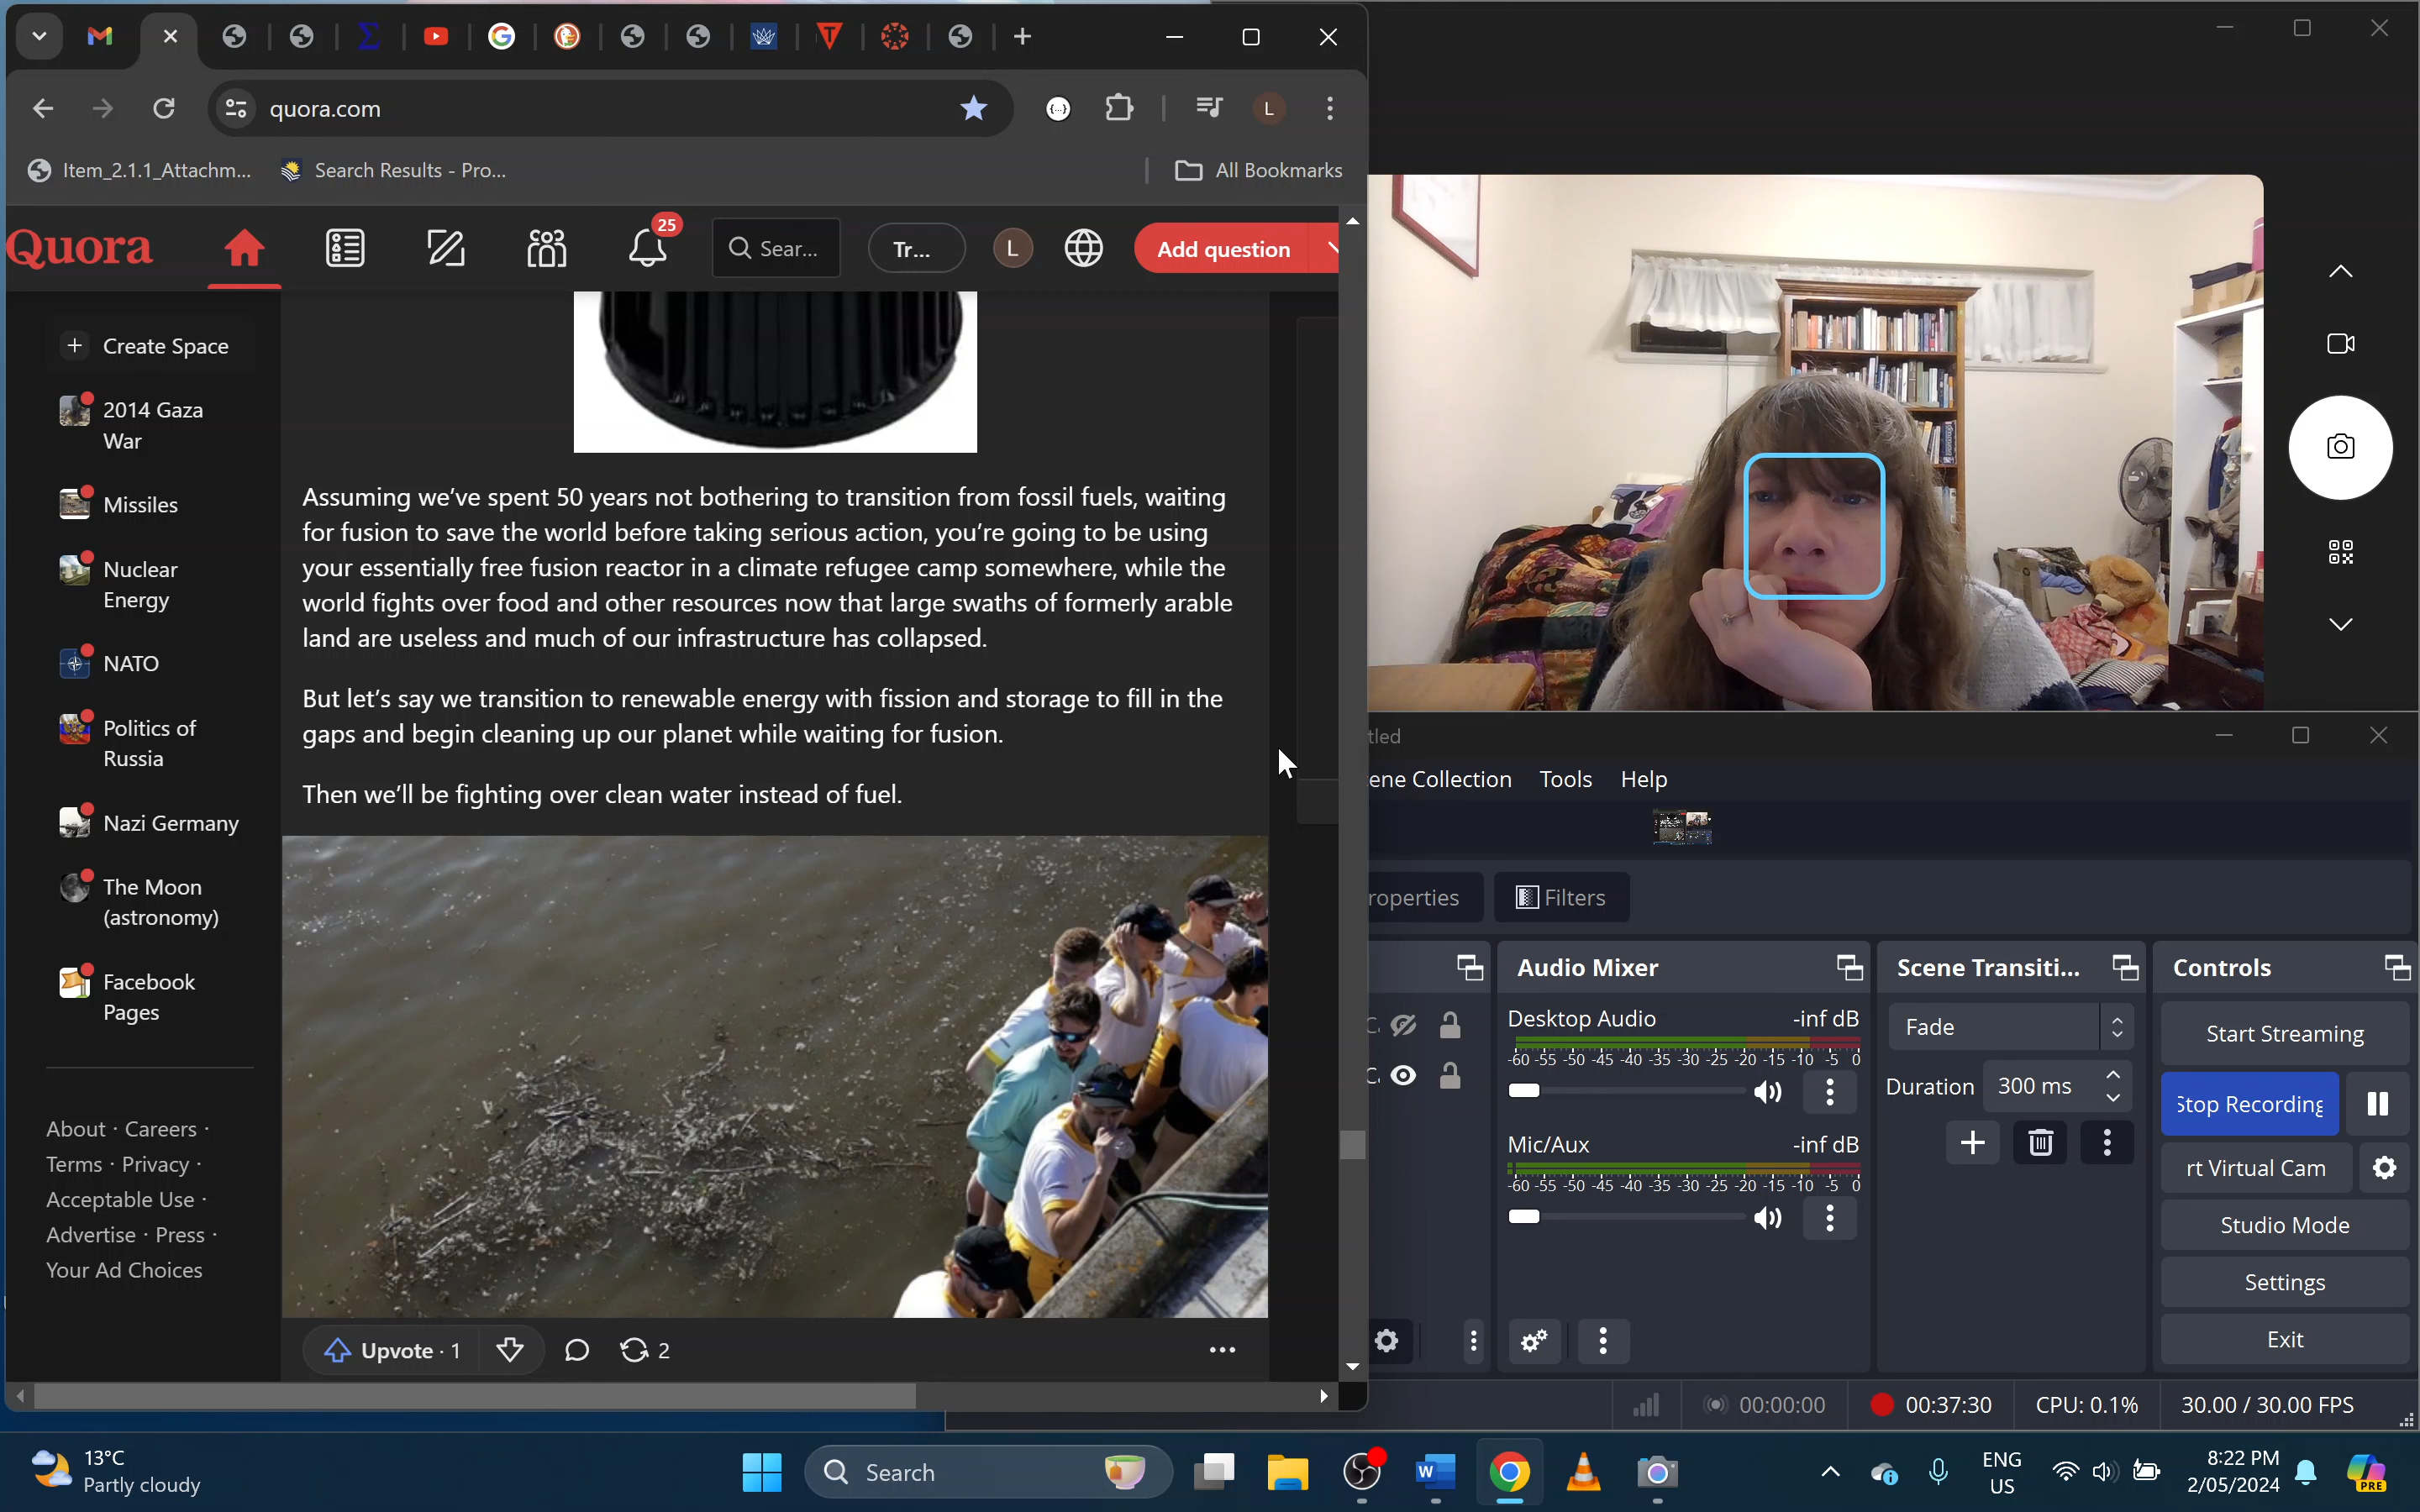 quora.com
Item_2.1.1_Attachm...
Search Results - Pro...
All Bookmarks
Quora
25
Sear...
Tr...
L
Add question
Create Space
2014 Gaza
War
Missiles
Nuclear
Energy
NATO
Politics of
Russia
Nazi Germany
The Moon
(astronomy)
Facebook
Pages
About · Careers ·
Terms · Privacy ·
Acceptable Use ·
Advertise · Press ·
Your Ad Choices
Assuming we've spent 50 years not bothering to transition from fossil fuels, waiting
for fusion to save the world before taking serious action, you're going to be using
your essentially free fusion reactor in a climate refugee camp somewhere, while the
world fights over food and other resources now that large swaths of formerly arable
land are useless and much of our infrastructure has collapsed.
But let's say we transition to renewable energy with fission and storage to fill in the
gaps and begin cleaning up our planet while waiting for fusion.
Then we'll be fighting over clean water instead of fuel.
Upvote · 1
2
tled
ene Collection Tools Help
roperties
Filters
Audio Mixer
Desktop Audio -inf dB
-60 -55 -50 -45 -40 -35 -30 -25 -20 -15 -10 -5 0
Mic/Aux -inf dB
-60 -55 -50 -45 -40 -35 -30 -25 -20 -15 -10 -5 0
Scene Transiti...
Fade
Duration 300 ms
Controls
Start Streaming
Stop Recording
rt Virtual Cam
Studio Mode
Settings
Exit
00:00:00
00:37:30
CPU: 0.1%
30.00 / 30.00 FPS
13°C
Partly cloudy
Search
ENG
US
8:22 PM
2/05/2024
PRE